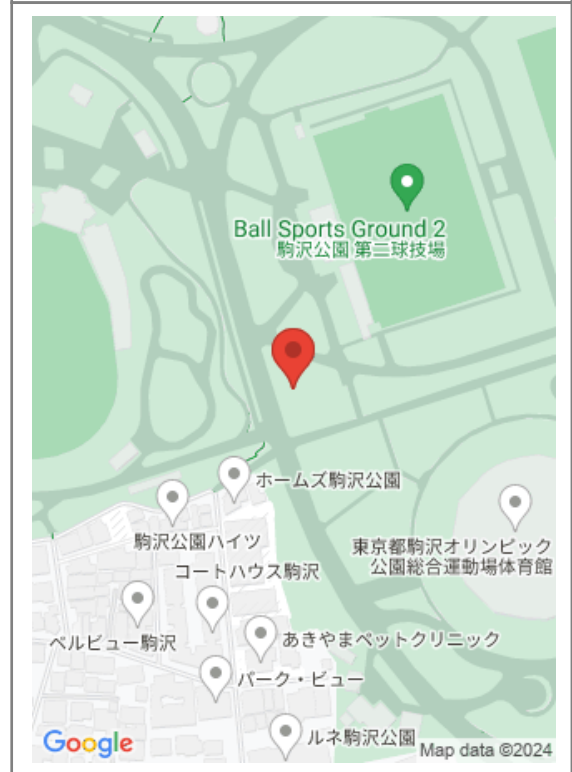 Ball Sports Ground 2
駒沢公園 第二球技場
ホームズ駒沢公園
駒沢公園ハイツ
東京都駒沢オリンピック
公園総合運動場体育館
コートハウス駒沢
ベルビュー駒沢
あきやまペットクリニック
パーク・ビュー
ルネ駒沢公園
Google
Map data ©2024